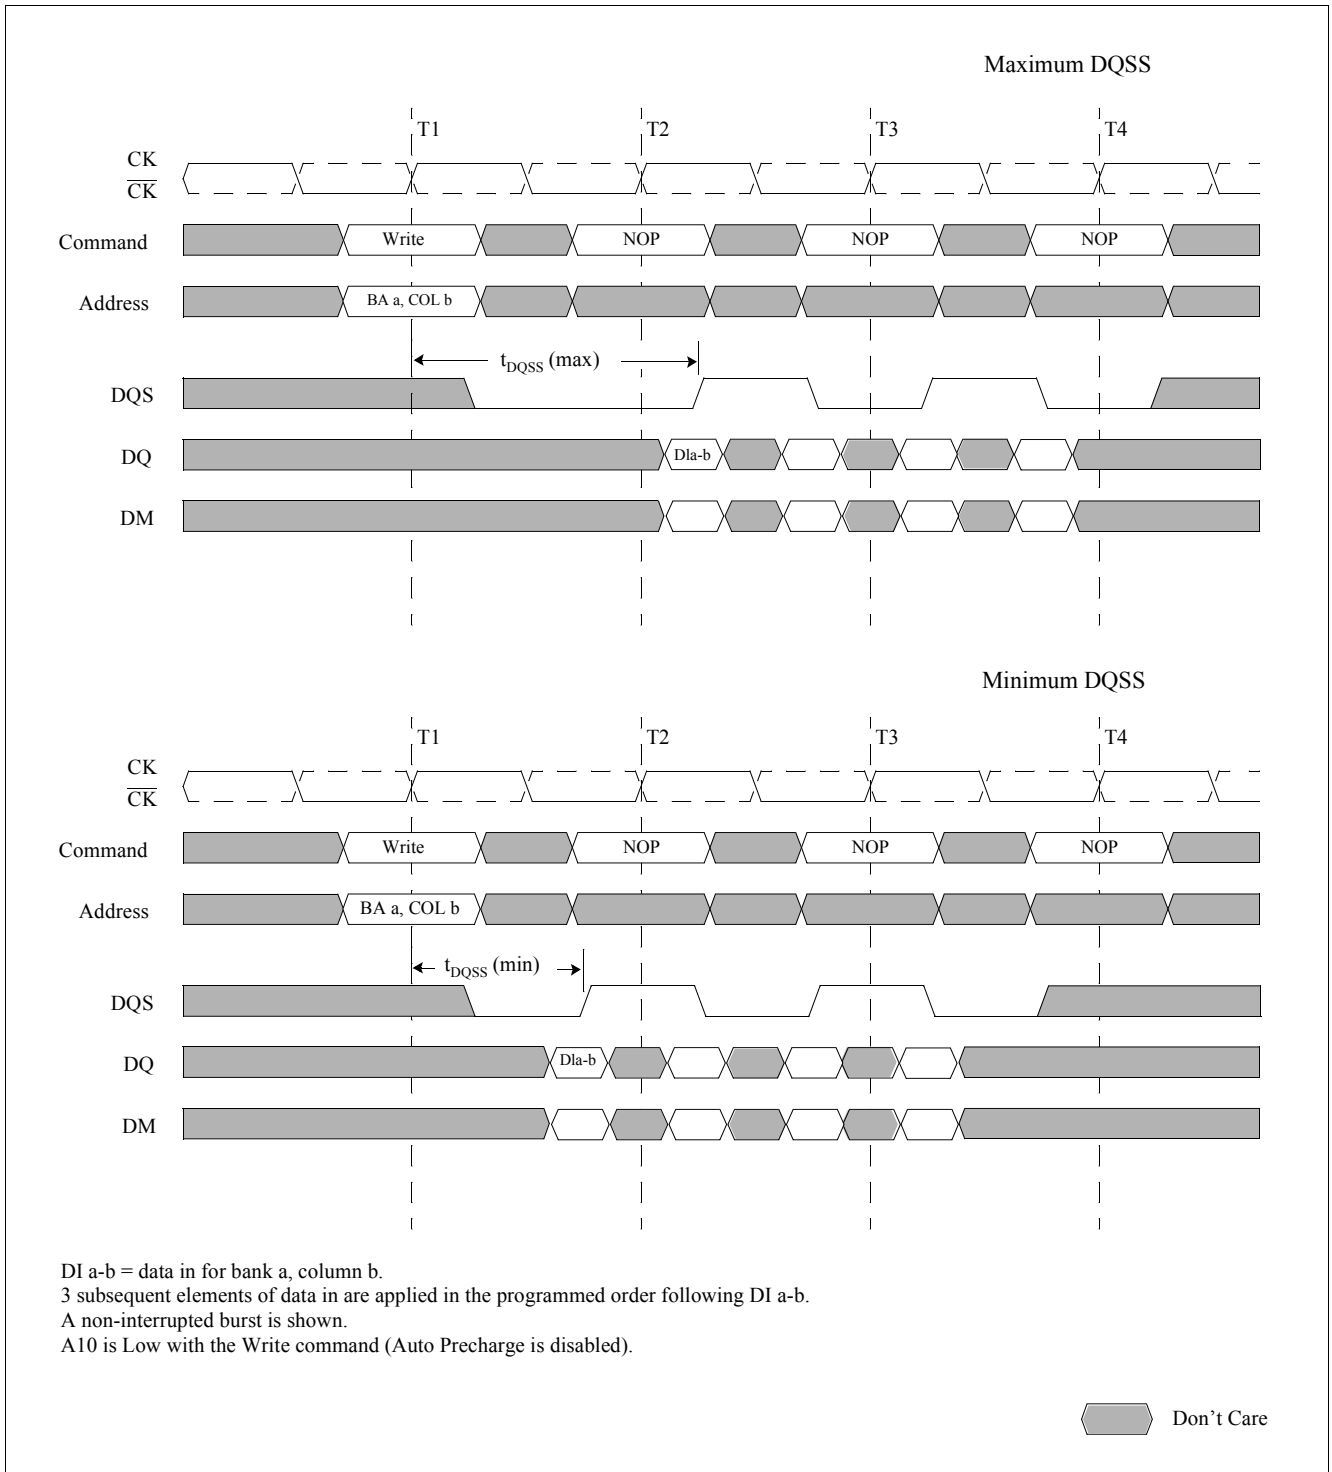 Maximum DQSS
T1 T2 T3 T4
CK
CK
Command Write NOP NOP NOP
Address BA a, COL b
tDQSS (max)
DQS
DQ DIa-b
DM
Minimum DQSS
T1 T2 T3 T4
CK
CK
Command Write NOP NOP NOP
Address BA a, COL b
tDQSS (min)
DQS
DQ DIa-b
DM
DI a-b = data in for bank a, column b.
3 subsequent elements of data in are applied in the programmed order following DI a-b.
A non-interrupted burst is shown.
A10 is Low with the Write command (Auto Precharge is disabled).
Don't Care